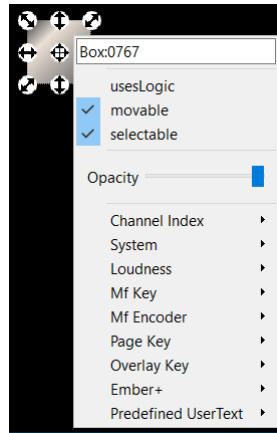 Box:0767
usesLogic
movable
selectable
Opacity
Channel Index
System
Loudness
Mf Key
Mf Encoder
Page Key
Overlay Key
Ember+
Predefined UserText